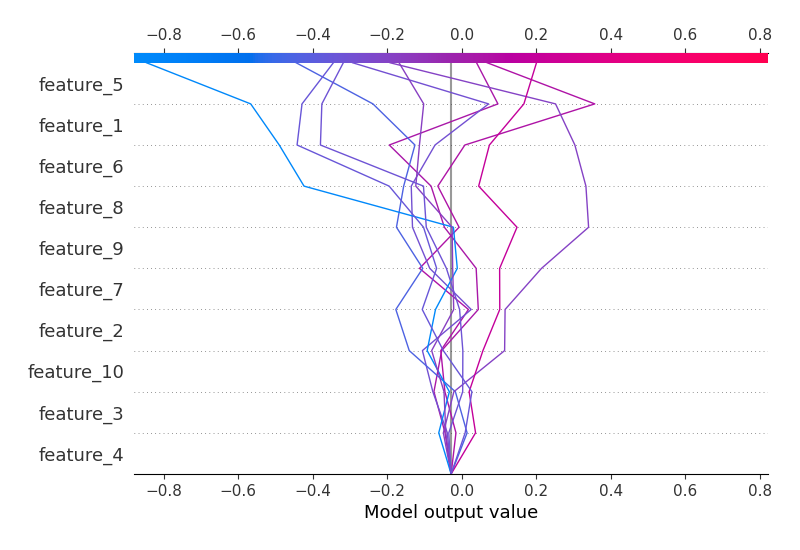 −0.8 −0.6 −0.4 −0.2 0.0 0.2 0.4 0.6 0.8
feature_5
feature_1
feature_6
feature_8
feature_9
feature_7
feature_2
feature_10
feature_3
feature_4
−0.8 −0.6 −0.4 −0.2 0.0 0.2 0.4 0.6 0.8
Model output value